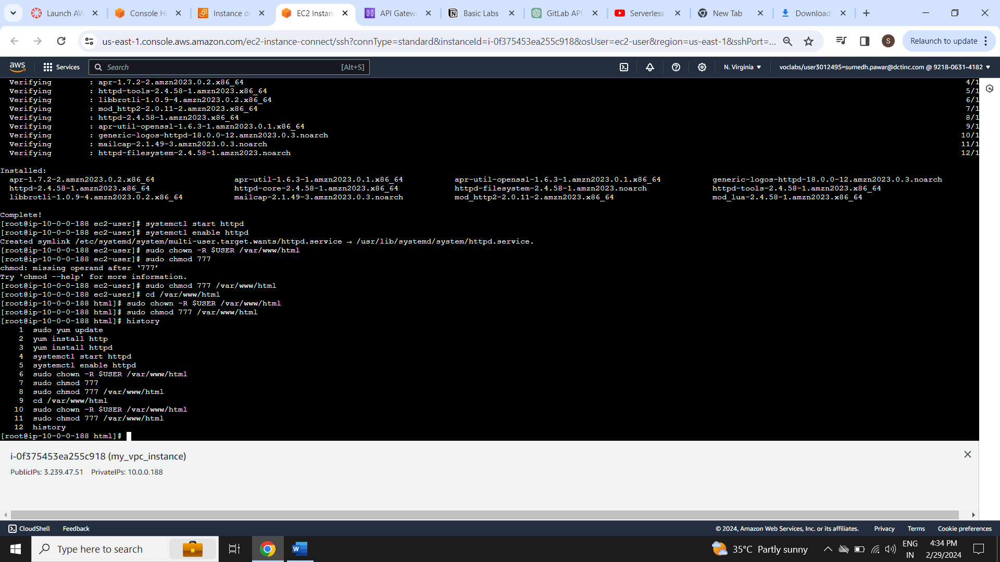 Launch AW
Console H
Instance de
EC2 Instan
API Gatewa
Basic Labs
GitLab API
Serverless
New Tab
Download
us-east-1.console.aws.amazon.com/ec2-instance-connect/ssh?connType=standard&instanceId=i-0f375453ea255c918&osUser=ec2-user&region=us-east-1&sshPort=...
S
Relaunch to update
aws
Services
Search
[Alt+S]
N. Virginia
voclabs/user3012495=sumedh.pawar@dctinc.com @ 9218-0631-4182
Verifying : apr-1.7.2-2.amzn2023.0.2.x86_64 4/1
Verifying : httpd-tools-2.4.58-1.amzn2023.x86_64 5/1
Verifying : libbrotli-1.0.9-4.amzn2023.0.2.x86_64 6/1
Verifying : mod_http2-2.0.11-2.amzn2023.x86_64 7/1
Verifying : httpd-2.4.58-1.amzn2023.x86_64 8/1
Verifying : apr-util-openssl-1.6.3-1.amzn2023.0.1.x86_64 9/1
Verifying : generic-logos-httpd-18.0.0-12.amzn2023.0.3.noarch 10/1
Verifying : mailcap-2.1.49-3.amzn2023.0.3.noarch 11/1
Verifying : httpd-filesystem-2.4.58-1.amzn2023.noarch 12/1
Installed:
apr-1.7.2-2.amzn2023.0.2.x86_64 apr-util-1.6.3-1.amzn2023.0.1.x86_64 apr-util-openssl-1.6.3-1.amzn2023.0.1.x86_64 generic-logos-httpd-18.0.0-12.amzn2023.0.3.noarch
httpd-2.4.58-1.amzn2023.x86_64 httpd-core-2.4.58-1.amzn2023.x86_64 httpd-filesystem-2.4.58-1.amzn2023.noarch httpd-tools-2.4.58-1.amzn2023.x86_64
libbrotli-1.0.9-4.amzn2023.0.2.x86_64 mailcap-2.1.49-3.amzn2023.0.3.noarch mod_http2-2.0.11-2.amzn2023.x86_64 mod_lua-2.4.58-1.amzn2023.x86_64
Complete!
[root@ip-10-0-0-188 ec2-user]# systemctl start httpd
[root@ip-10-0-0-188 ec2-user]# systemctl enable httpd
Created symlink /etc/systemd/system/multi-user.target.wants/httpd.service → /usr/lib/systemd/system/httpd.service.
[root@ip-10-0-0-188 ec2-user]# sudo chown -R $USER /var/www/html
[root@ip-10-0-0-188 ec2-user]# sudo chmod 777
chmod: missing operand after ‘777’
Try 'chmod --help' for more information.
[root@ip-10-0-0-188 ec2-user]# sudo chmod 777 /var/www/html
[root@ip-10-0-0-188 ec2-user]# cd /var/www/html
[root@ip-10-0-0-188 html]# sudo chown -R $USER /var/www/html
[root@ip-10-0-0-188 html]# sudo chmod 777 /var/www/html
[root@ip-10-0-0-188 html]# history
1 sudo yum update
2 yum install http
3 yum install httpd
4 systemctl start httpd
5 systemctl enable httpd
6 sudo chown -R $USER /var/www/html
7 sudo chmod 777
8 sudo chmod 777 /var/www/html
9 cd /var/www/html
10 sudo chown -R $USER /var/www/html
11 sudo chmod 777 /var/www/html
12 history
[root@ip-10-0-0-188 html]#
i-0f375453ea255c918 (my_vpc_instance)
PublicIPs: 3.239.47.51 PrivateIPs: 10.0.0.188
CloudShell
Feedback
© 2024, Amazon Web Services, Inc. or its affiliates.
Privacy
Terms
Cookie preferences
Type here to search
35°C Partly sunny
ENG
IN
4:34 PM
2/29/2024